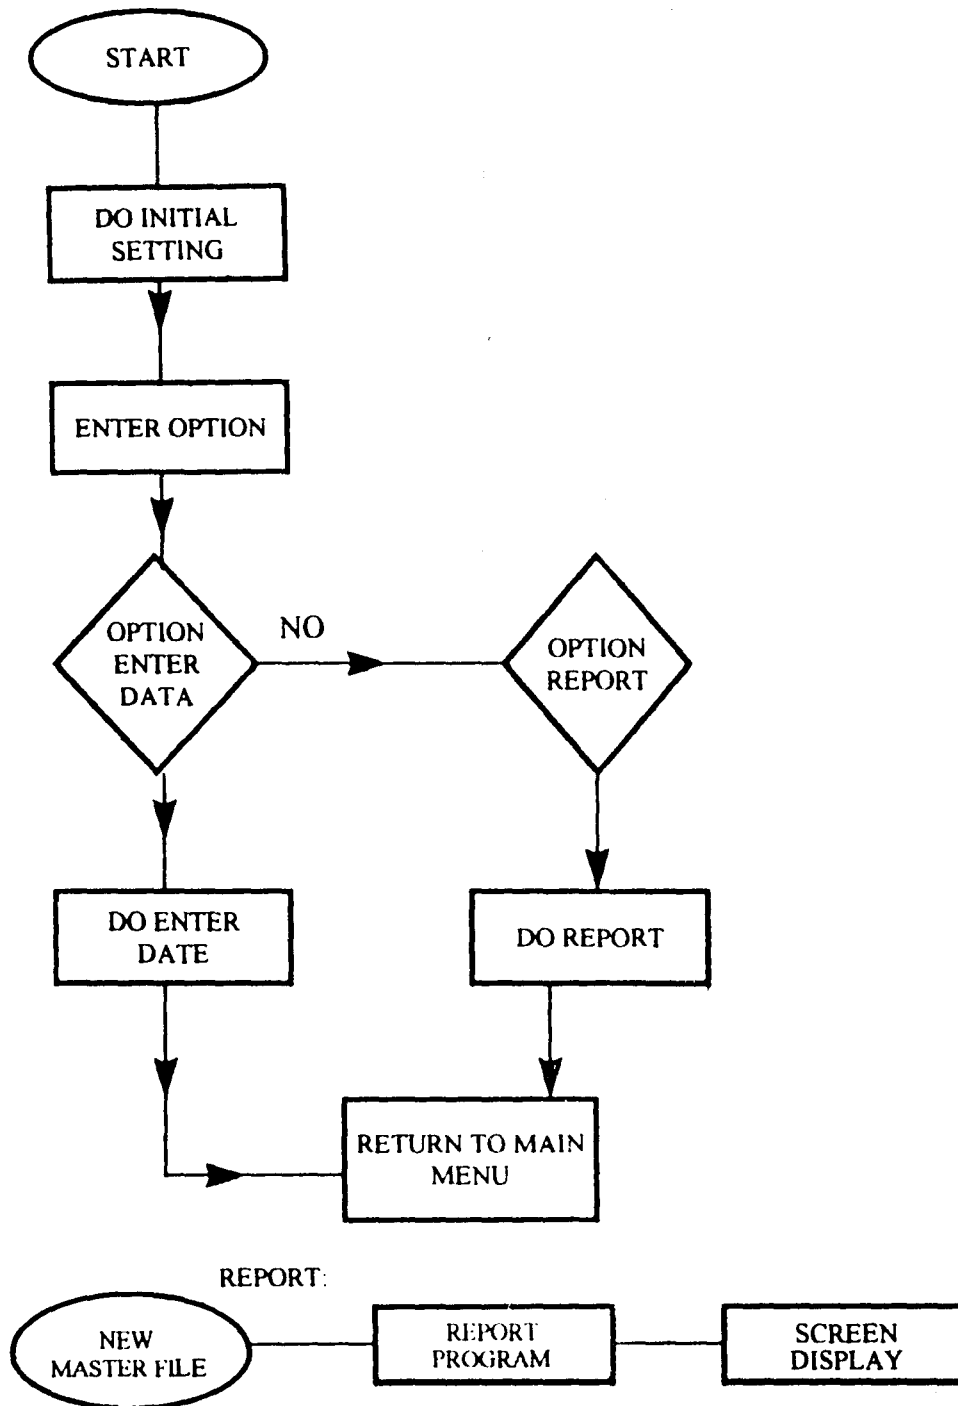 START
DO INITIAL
SETTING
ENTER OPTION
OPTION
ENTER
DATA
NO
OPTION
REPORT
DO ENTER
DATE
DO REPORT
RETURN TO MAIN
MENU
REPORT:
NEW
MASTER FILE
REPORT
PROGRAM
SCREEN
DISPLAY